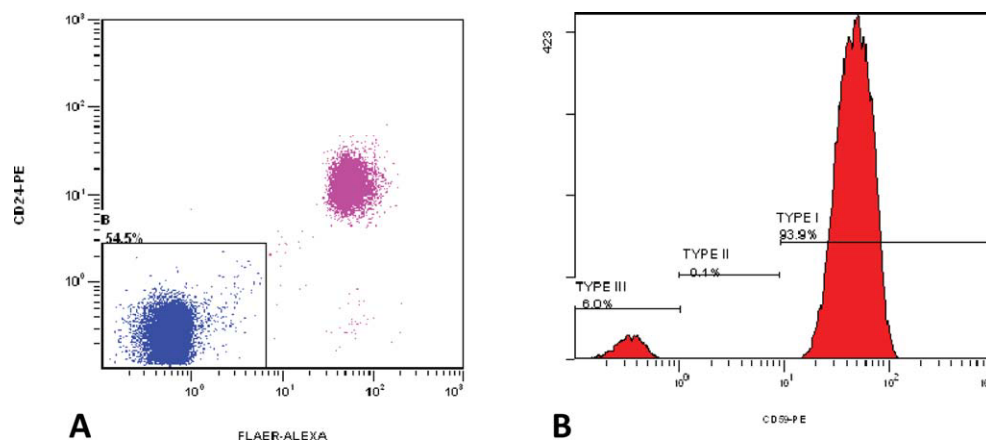 10³
10²
10¹
10⁰
CD24-PE
B
54.5%
10⁰ 10¹ 10² 10³
FLAER-ALEXA
A
423
TYPE I
93.9%
TYPE II
0.1%
TYPE III
6.0%
10⁰ 10¹ 10²
CD59-PE
B